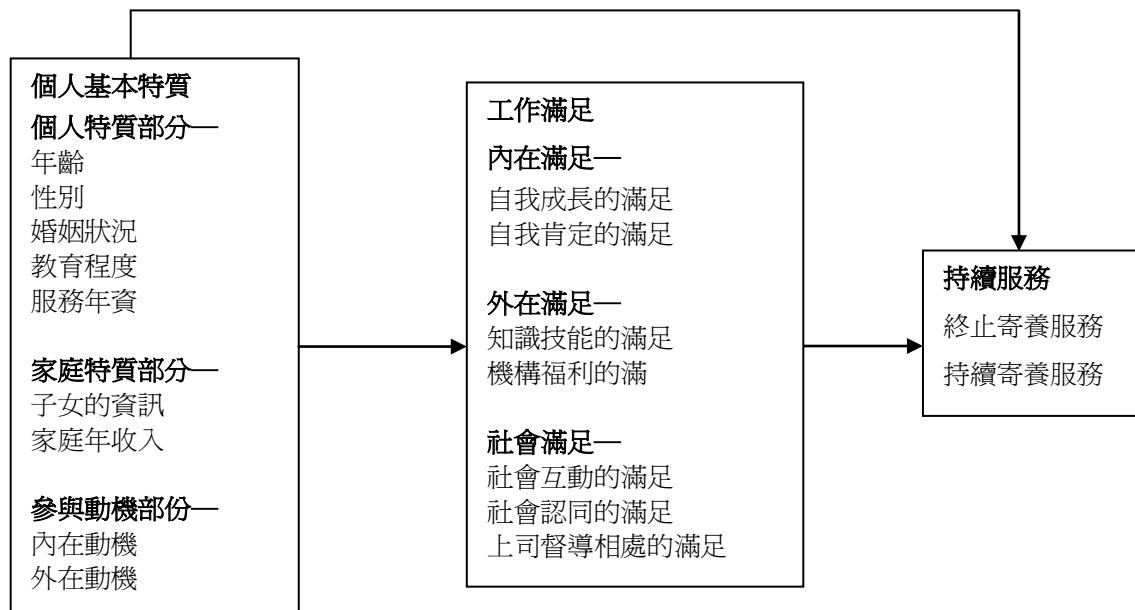 個人基本特質
個人特質部分—
年齡
性別
婚姻狀況
教育程度
服務年資
家庭特質部分—
子女的資訊
家庭年收入
參與動機部份—
內在動機
外在動機
工作滿足
內在滿足—
自我成長的滿足
自我肯定的滿足
外在滿足—
知識技能的滿足
機構福利的滿
社會滿足—
社會互動的滿足
社會認同的滿足
上司督導相處的滿足
持續服務
終止寄養服務
持續寄養服務